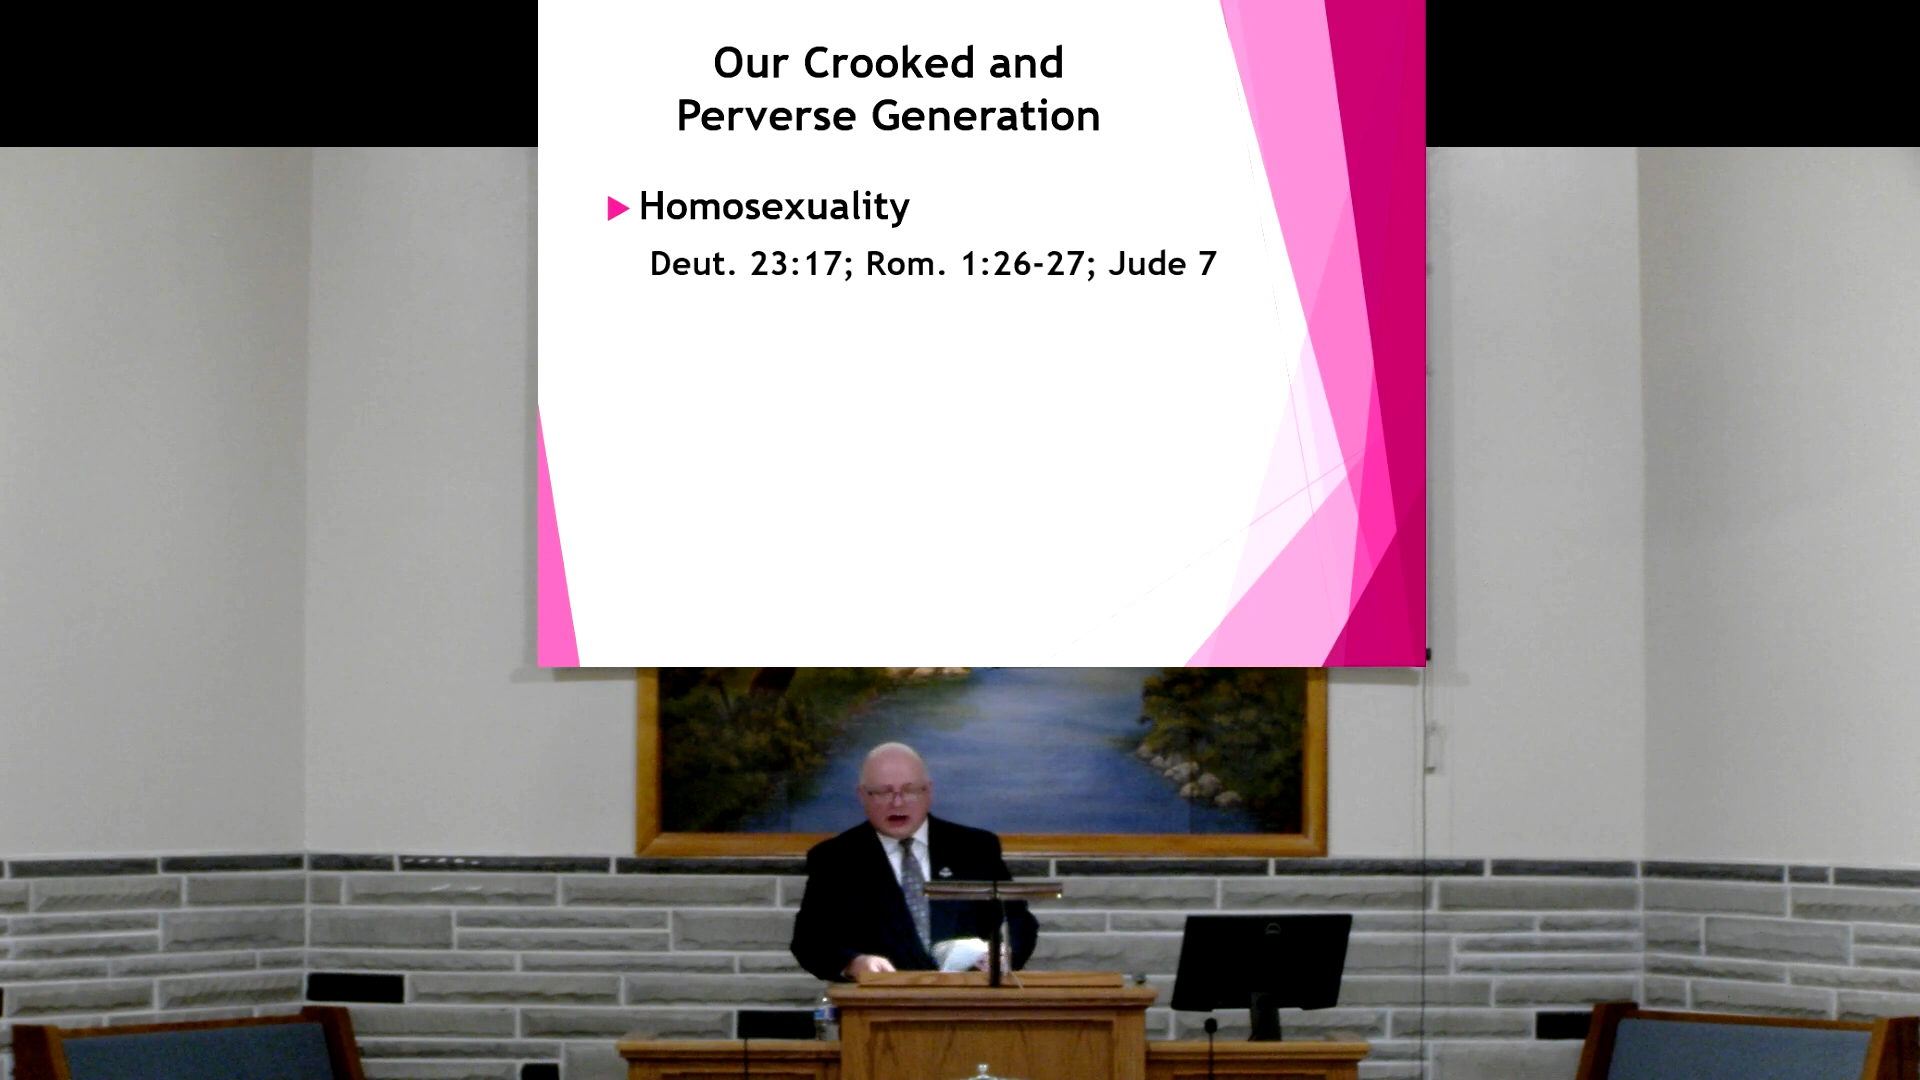 Our Crooked and
Perverse Generation
Homosexuality
Deut. 23:17; Rom. 1:26-27; Jude 7